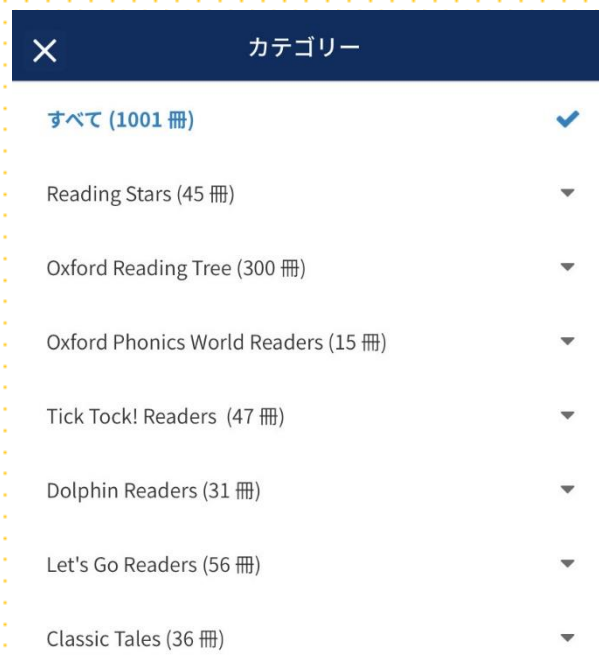 カテゴリー
すべて (1001 冊)
Reading Stars (45 冊)
Oxford Reading Tree (300 冊)
Oxford Phonics World Readers (15 冊)
Tick Tock! Readers (47 冊)
Dolphin Readers (31 冊)
Let's Go Readers (56 冊)
Classic Tales (36 冊)